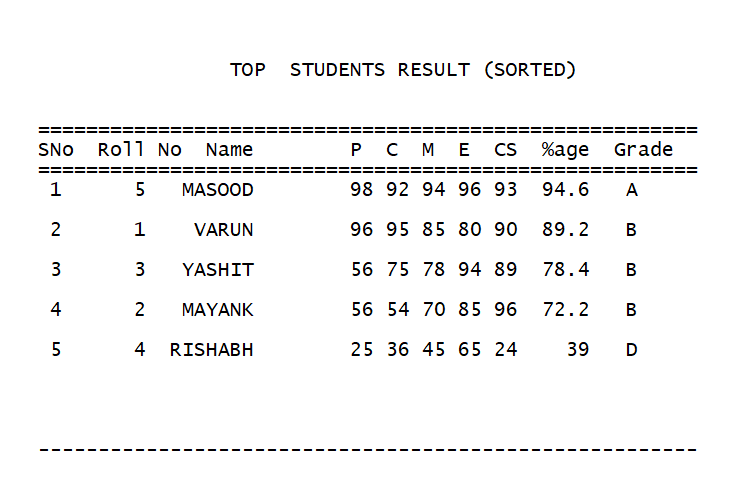 TOP  STUDENTS RESULT (SORTED)
=======================================================
SNo  Roll No  Name        P  C  M  E  CS  %age  Grade
=======================================================
 1      5   MASOOD        98 92 94 96 93  94.6   A
 2      1    VARUN        96 95 85 80 90  89.2   B
 3      3   YASHIT        56 75 78 94 89  78.4   B
 4      2   MAYANK        56 54 70 85 96  72.2   B
 5      4  RISHABH        25 36 45 65 24    39   D
-------------------------------------------------------